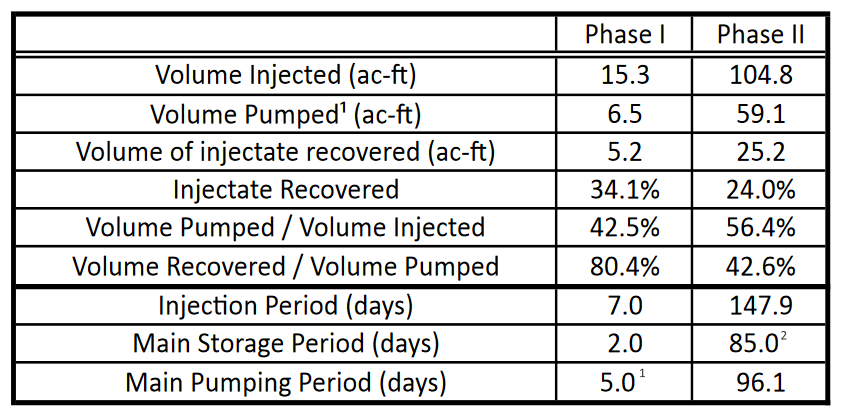 Phase I Phase II
Volume Injected (ac-ft) 15.3 104.8
Volume Pumped¹ (ac-ft) 6.5 59.1
Volume of injectate recovered (ac-ft) 5.2 25.2
Injectate Recovered 34.1% 24.0%
Volume Pumped / Volume Injected 42.5% 56.4%
Volume Recovered / Volume Pumped 80.4% 42.6%
Injection Period (days) 7.0 147.9
Main Storage Period (days) 2.0 85.0²
Main Pumping Period (days) 5.0¹ 96.1